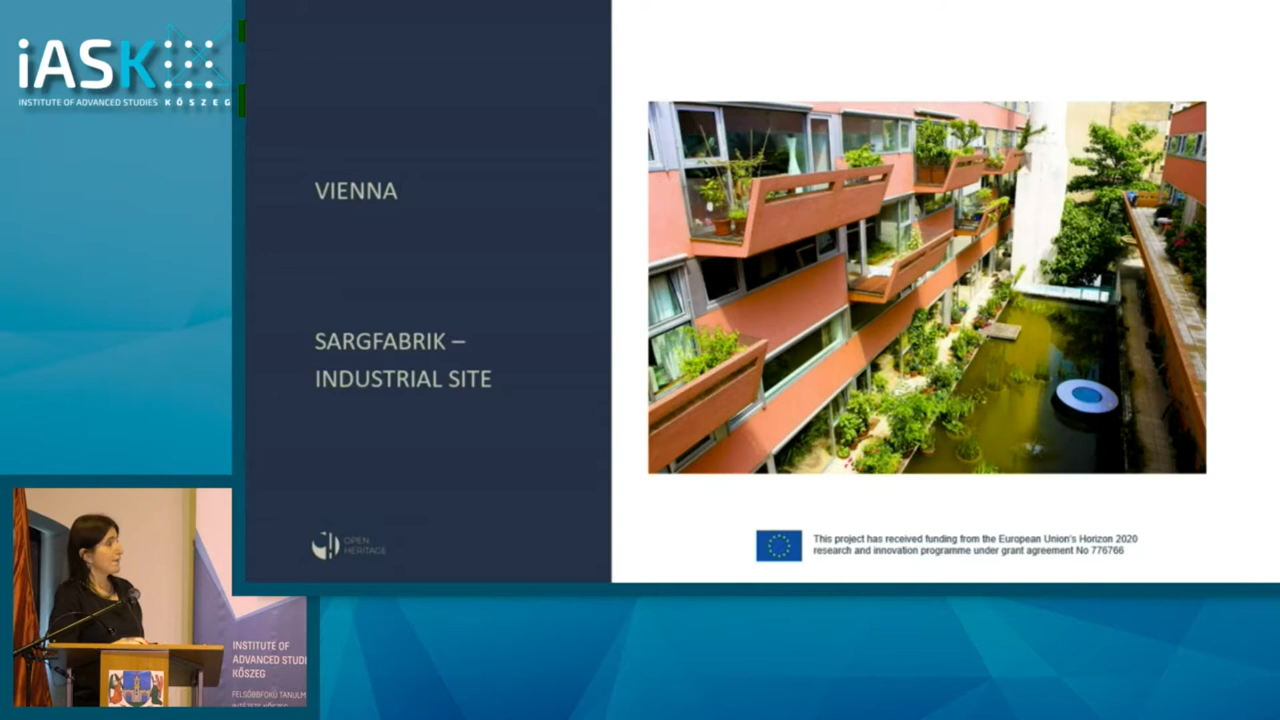 iASK
INSTITUTE OF ADVANCED STUDIES KŐSZEG
VIENNA
SARGFABRIK –
INDUSTRIAL SITE
OPEN
HERITAGE
This project has received funding from the European Union's Horizon 2020
research and innovation programme under grant agreement No 776766
INSTITUTE OF
ADVANCED STUDI
KŐSZEG
FELSŐBBFOKÚ TANULM
INTÉZETE KŐSZEG